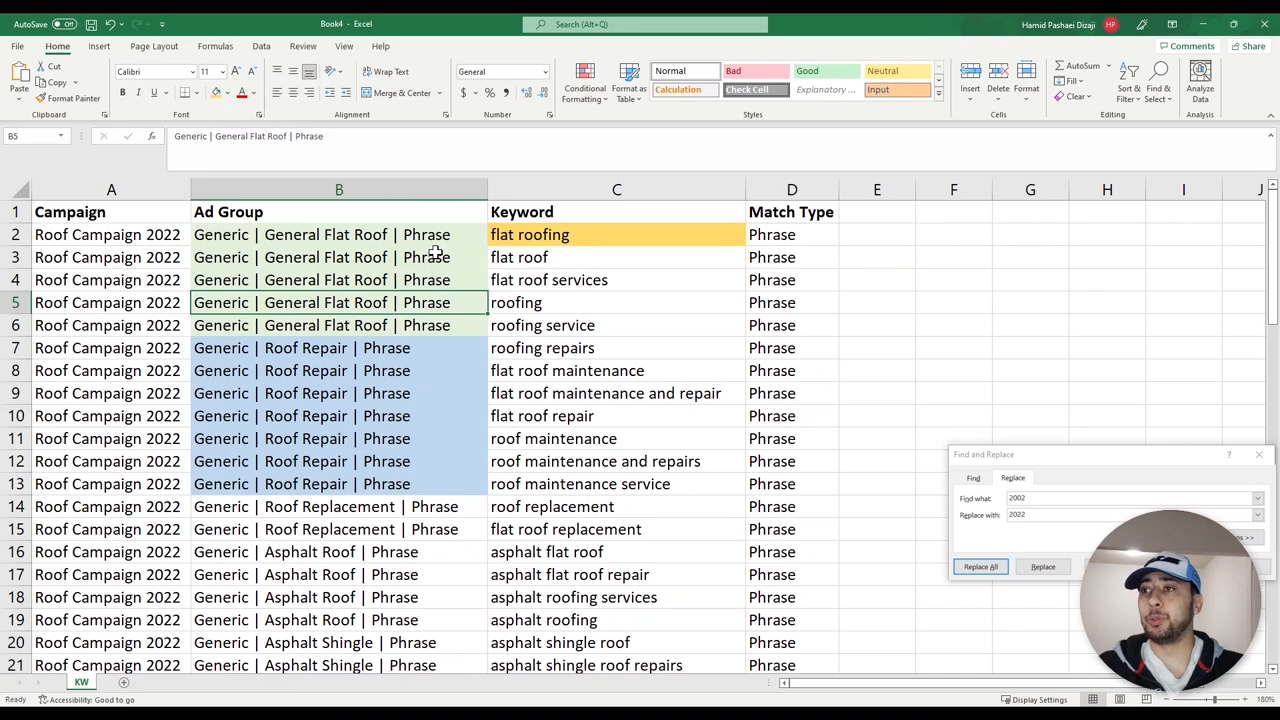 AutoSave Off
Book4 - Excel
Search (Alt+Q)
Hamid Pashaei Dizaji HP
File Home Insert Page Layout Formulas Data Review View Help
Comments Share
Paste
Cut
Copy
Format Painter
Calibri 11
B I U
Wrap Text
Merge & Center
General
$ % ,
Conditional Formatting
Format as Table
Normal Bad Good Neutral
Calculation Check Cell Explanatory ... Input
Insert Delete Format
AutoSum
Fill
Clear
Sort & Filter
Find & Select
Analyze Data
Clipboard Font Alignment Number Styles Cells Editing Analysis
B5 fx Generic | General Flat Roof | Phrase
A B C D E F G H I J
1 Campaign Ad Group Keyword Match Type
2 Roof Campaign 2022 Generic | General Flat Roof | Phrase flat roofing Phrase
3 Roof Campaign 2022 Generic | General Flat Roof | Phrase flat roof Phrase
4 Roof Campaign 2022 Generic | General Flat Roof | Phrase flat roof services Phrase
5 Roof Campaign 2022 Generic | General Flat Roof | Phrase roofing Phrase
6 Roof Campaign 2022 Generic | General Flat Roof | Phrase roofing service Phrase
7 Roof Campaign 2022 Generic | Roof Repair | Phrase roofing repairs Phrase
8 Roof Campaign 2022 Generic | Roof Repair | Phrase flat roof maintenance Phrase
9 Roof Campaign 2022 Generic | Roof Repair | Phrase flat roof maintenance and repair Phrase
10 Roof Campaign 2022 Generic | Roof Repair | Phrase flat roof repair Phrase
11 Roof Campaign 2022 Generic | Roof Repair | Phrase roof maintenance Phrase
12 Roof Campaign 2022 Generic | Roof Repair | Phrase roof maintenance and repairs Phrase
13 Roof Campaign 2022 Generic | Roof Repair | Phrase roof maintenance service Phrase
14 Roof Campaign 2022 Generic | Roof Replacement | Phrase roof replacement Phrase
15 Roof Campaign 2022 Generic | Roof Replacement | Phrase flat roof replacement Phrase
16 Roof Campaign 2022 Generic | Asphalt Roof | Phrase asphalt flat roof Phrase
17 Roof Campaign 2022 Generic | Asphalt Roof | Phrase asphalt flat roof repair Phrase
18 Roof Campaign 2022 Generic | Asphalt Roof | Phrase asphalt roofing services Phrase
19 Roof Campaign 2022 Generic | Asphalt Roof | Phrase asphalt roofing Phrase
20 Roof Campaign 2022 Generic | Asphalt Shingle | Phrase asphalt shingle roof Phrase
21 Roof Campaign 2022 Generic | Asphalt Shingle | Phrase asphalt shingle roof repairs Phrase
Find and Replace ?
Find Replace
Find what: 2002
Replace with: 2022
>>
Replace All Replace
KW
Ready Accessibility: Good to go Display Settings 180%